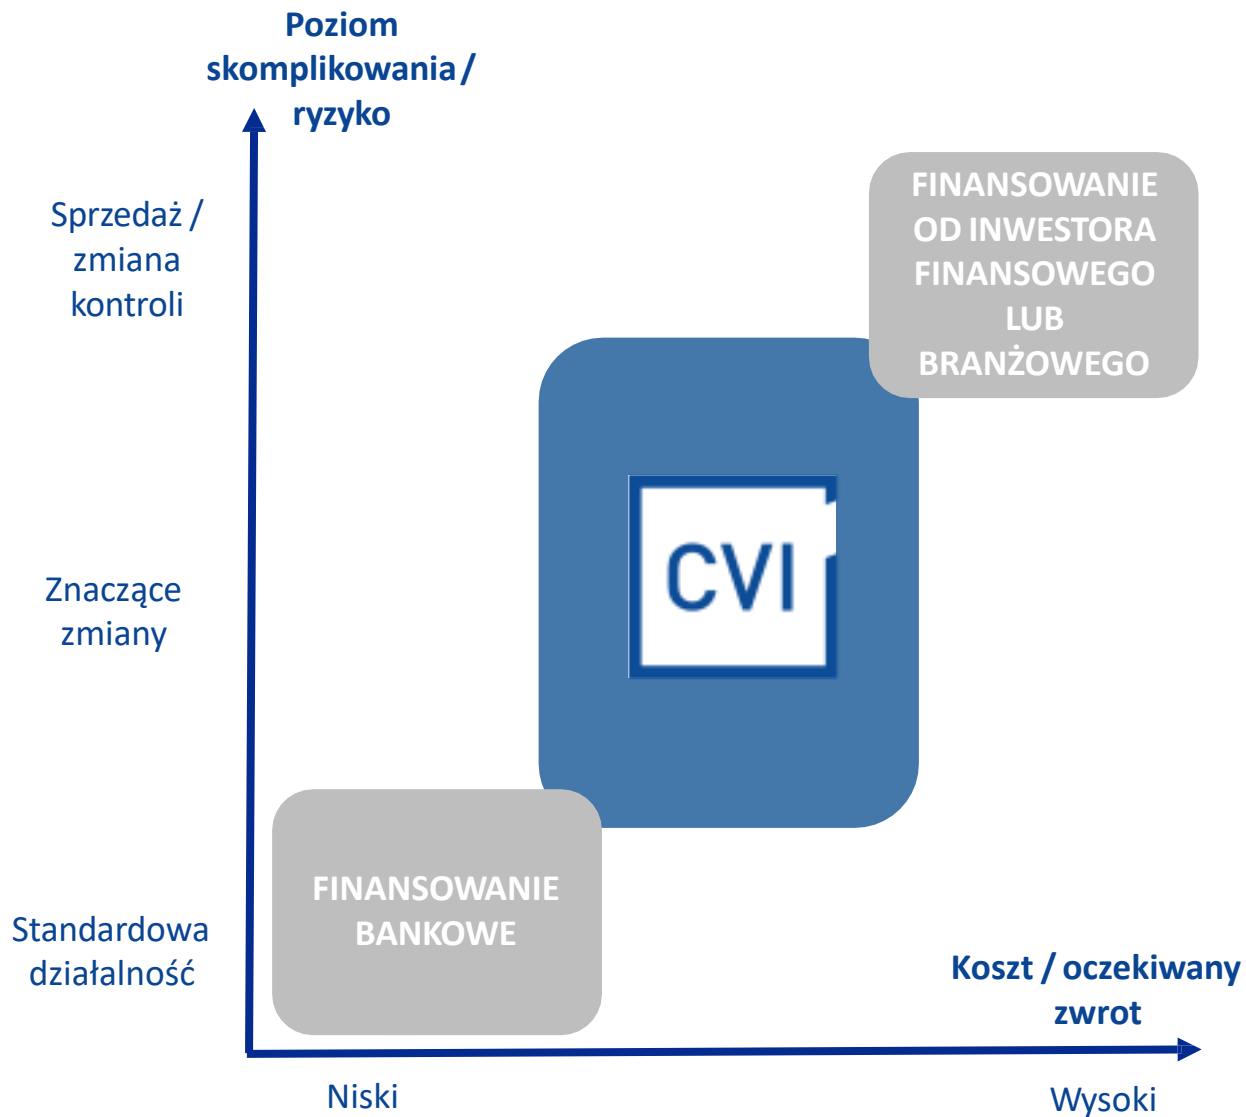 Poziom
skomplikowania /
ryzyko
Sprzedaż /
zmiana
kontroli
FINANSOWANIE
OD INWESTORA
FINANSOWEGO
LUB
BRANŻOWEGO
CVI
Znaczące
zmiany
FINANSOWANIE
BANKOWE
Standardowa
działalność
Koszt / oczekiwany
zwrot
Niski
Wysoki